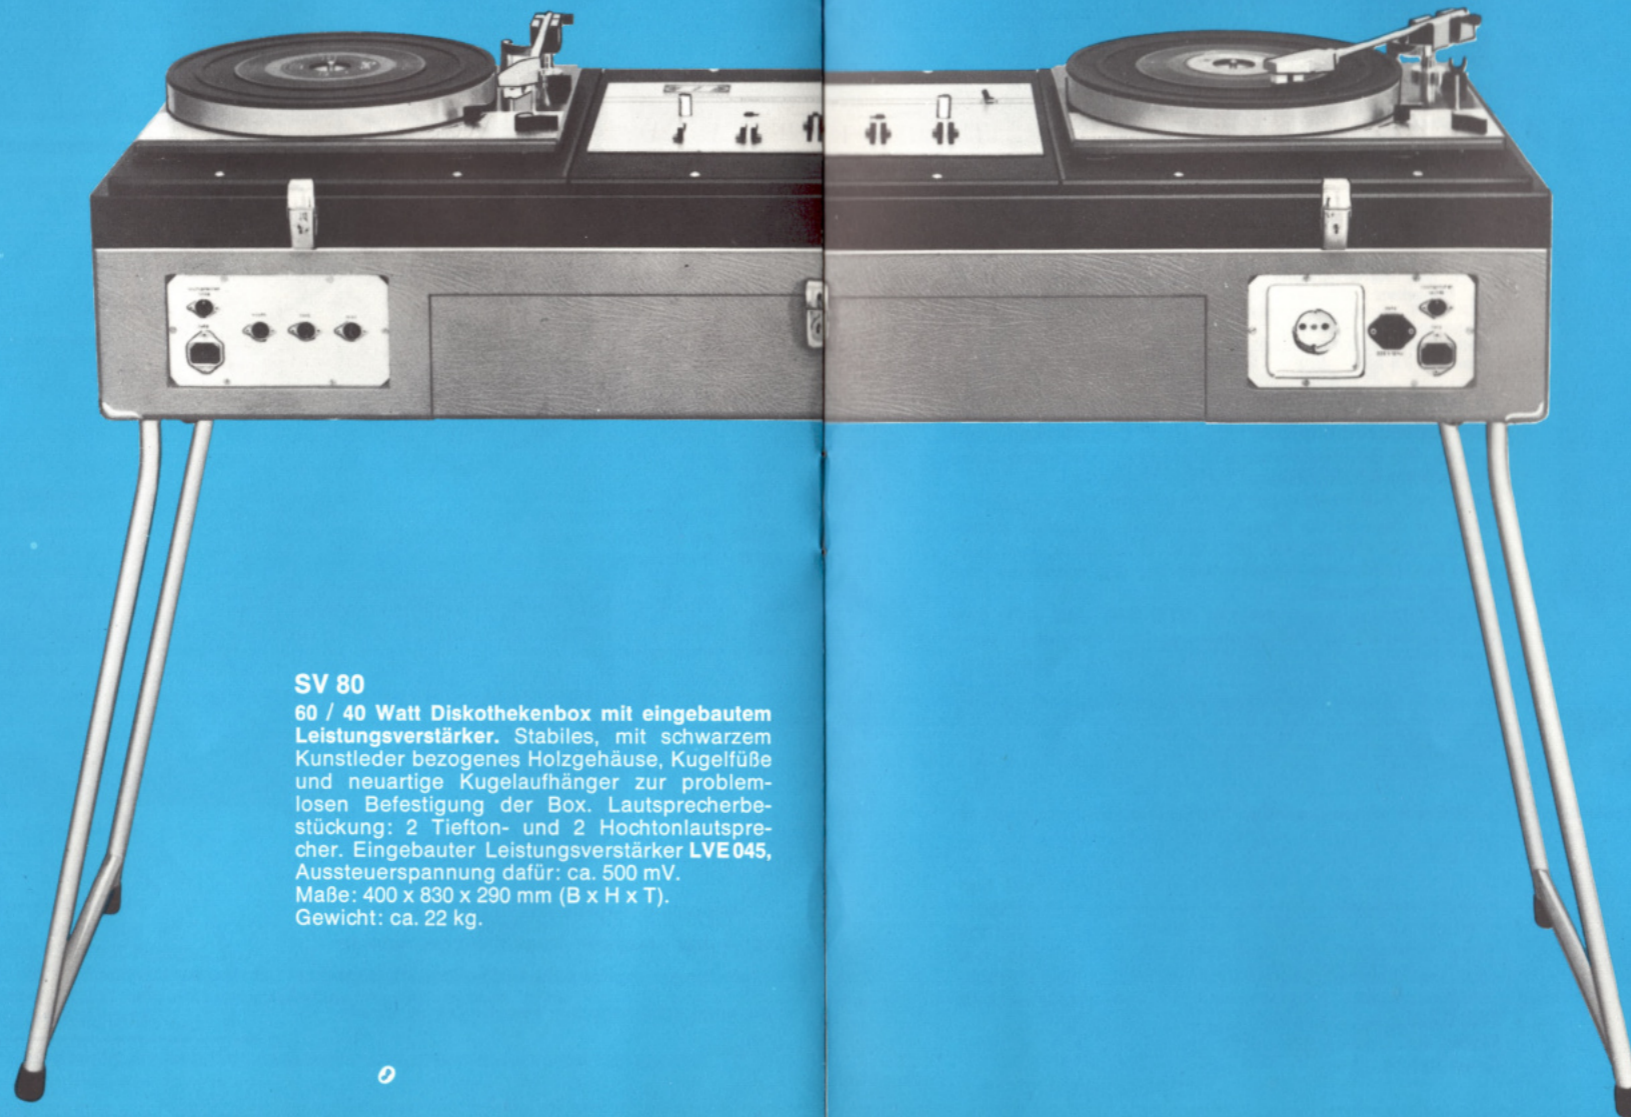 SV 80
60 / 40 Watt Diskothekenbox mit eingebautem
Leistungsverstärker. Stabiles, mit schwarzem
Kunstleder bezogenes Holzgehäuse, Kugelfüße
und neuartige Kugelaufhänger zur problem-
losen Befestigung der Box. Lautsprecherbe-
stückung: 2 Tiefton- und 2 Hochtonlautspre-
cher. Eingebauter Leistungsverstärker LVE 045,
Aussteuerspannung dafür: ca. 500 mV.
Maße: 400 x 830 x 290 mm (B x H x T).
Gewicht: ca. 22 kg.